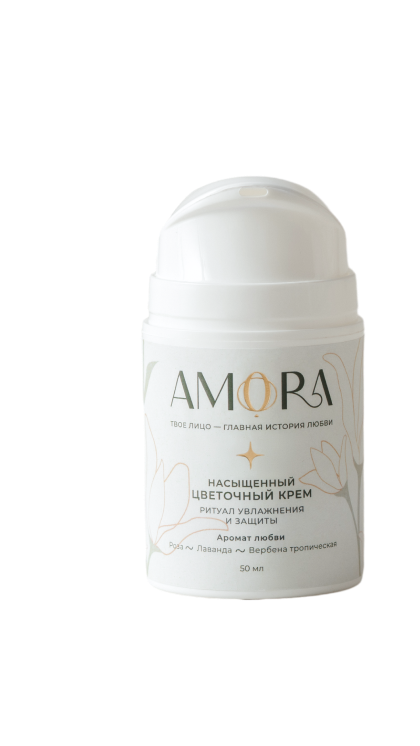 AMORA
ТВОЕ ЛИЦО — ГЛАВНАЯ ИСТОРИЯ ЛЮБВИ
НАСЫЩЕННЫЙ
ЦВЕТОЧНЫЙ КРЕМ
РИТУАЛ УВЛАЖНЕНИЯ
И ЗАЩИТЫ
Аромат любви
Роза ~ Лаванда ~ Вербена тропическая
50 мл